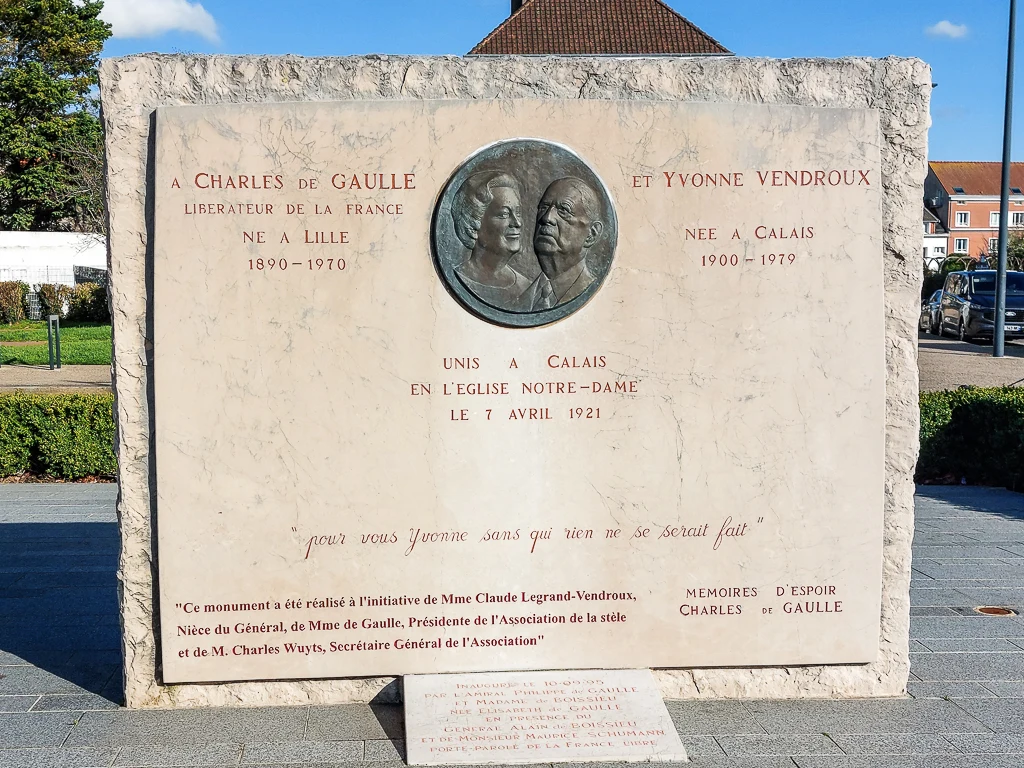 A CHARLES DE GAULLE
LIBERATEUR DE LA FRANCE
NE A LILLE
1890-1970
ET YVONNE VENDROUX
NEE A CALAIS
1900-1979
UNIS A CALAIS
EN L'EGLISE NOTRE-DAME
LE 7 AVRIL 1921
"pour vous Yvonne sans qui rien ne se serait fait"
MEMOIRES D'ESPOIR
CHARLES DE GAULLE
"Ce monument a été réalisé à l'initiative de Mme Claude Legrand-Vendroux,
Nièce du Général, de Mme de Gaulle, Présidente de l'Association de la stèle
et de M. Charles Wuyts, Secrétaire Général de l'Association"
INAUGURE LE 10-09-95
PAR L'AMIRAL PHILIPPE de GAULLE
ET MADAME de BOISSIEU
NEE ELISABETH de GAULLE
EN PRESENCE DU
GENERAL ALAIN de BOISSIEU
ET DE MONSIEUR MAURICE SCHUMANN
PORTE-PAROLE DE LA FRANCE LIBRE